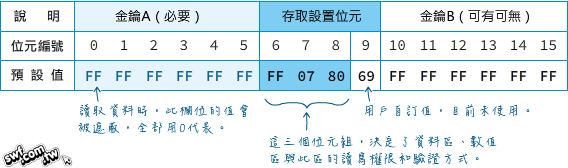 說 明 金鑰A（必要） 存取設置位元 金鑰B（可有可無）
位元編號 0 1 2 3 4 5 6 7 8 9 10 11 12 13 14 15
預設值 FF FF FF FF FF FF FF 07 80 69 FF FF FF FF FF FF
讀取資料時，此欄位的值會
被遮蔽，全部用0代表。
用戶自訂值，目前未使用。
這三個位元組，決定了資料區、數值
區與此區的讀寫權限和驗證方式。
swf.com.tw